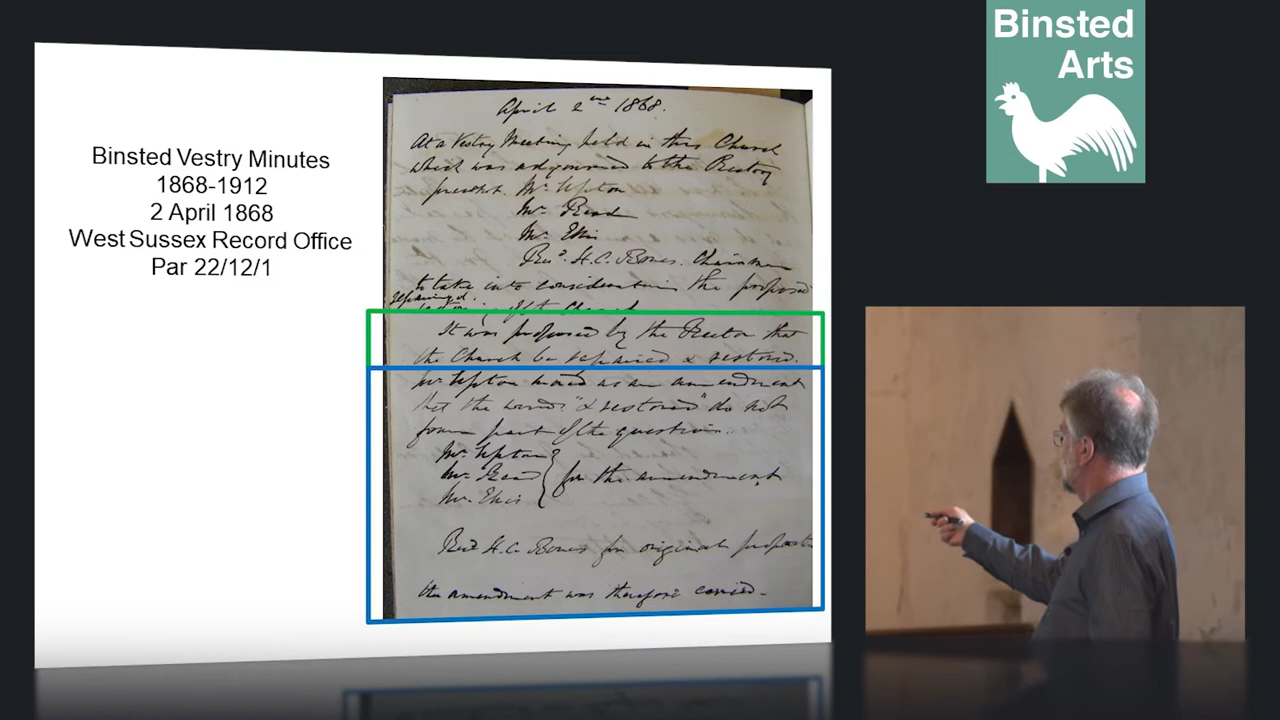 Binsted
Arts
Binsted Vestry Minutes
1868-1912
2 April 1868
West Sussex Record Office
Par 22/12/1
April 2nd 1868.
At a Vestry Meeting held in this Church
which was adjourned to the Rectory
present. Mr Upton
Mr Read
Mr Ellis
Revd H. C. Bones. Chairman
to take into consideration the proposed
repairing &
of the Church
It was proposed by the Rector that
the Church be repaired & restored.
Mr Upton moved as an amendment
that the words "& restored" do not
form part of the question.
Mr Upton
Mr Read for the amendment
Mr Ellis
Revd H. C. Bones for original
the amendment was therefore carried.